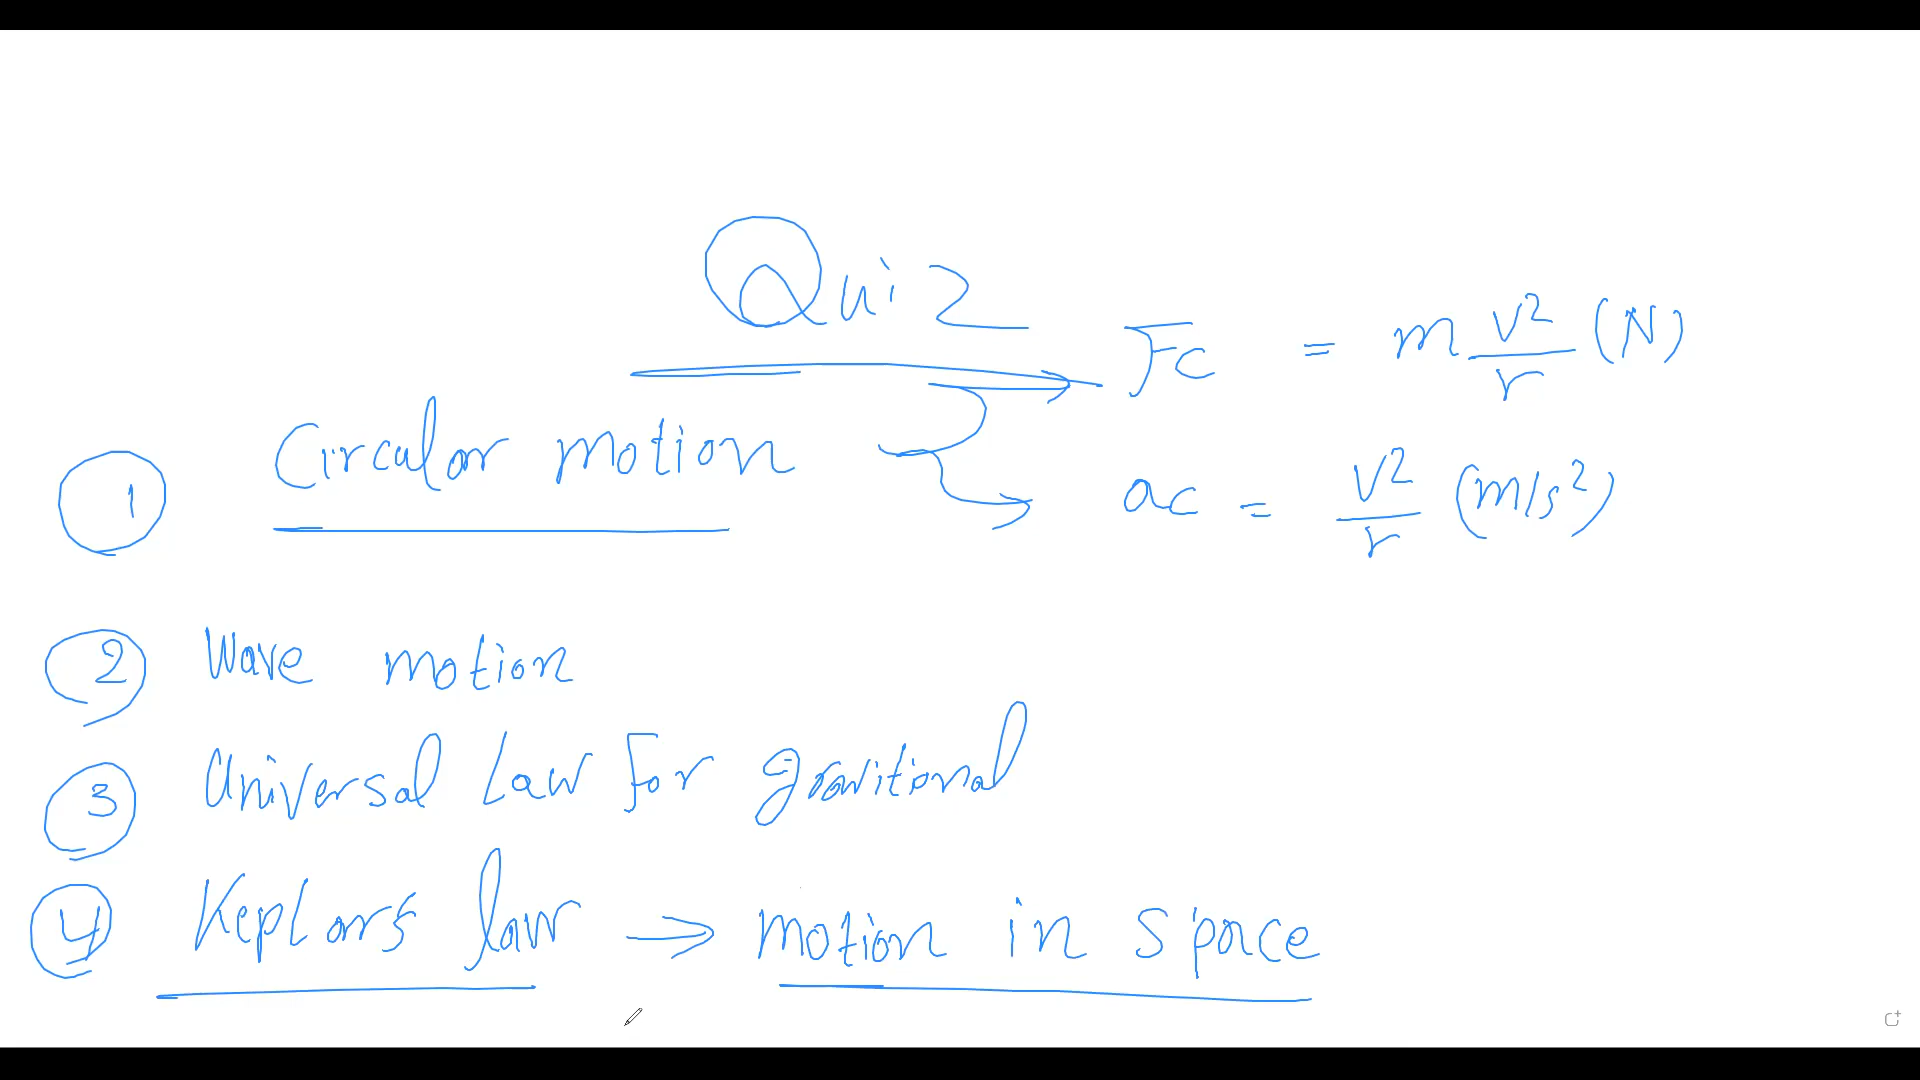 Quiz
Fc = m v²/r (N)
① Circular motion
ac = v²/r (m/s²)
② Wave motion
③ Universal Law For gravitional
④ Keplars law → motion in space